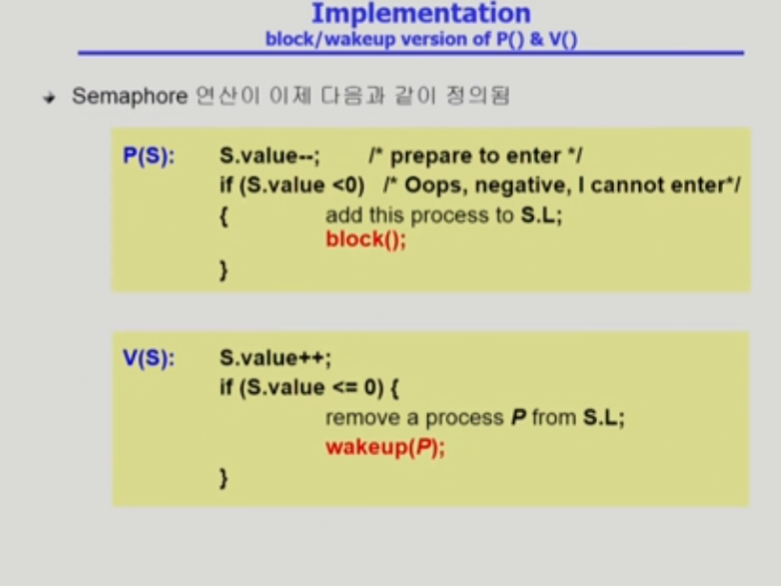 Implementation
block/wakeup version of P() & V()
Semaphore 연산이 이제 다음과 같이 정의됨
P(S): S.value--; /* prepare to enter */
if (S.value <0) /* Oops, negative, I cannot enter*/
{ add this process to S.L;
block();
}
V(S): S.value++;
if (S.value <= 0) {
remove a process P from S.L;
wakeup(P);
}